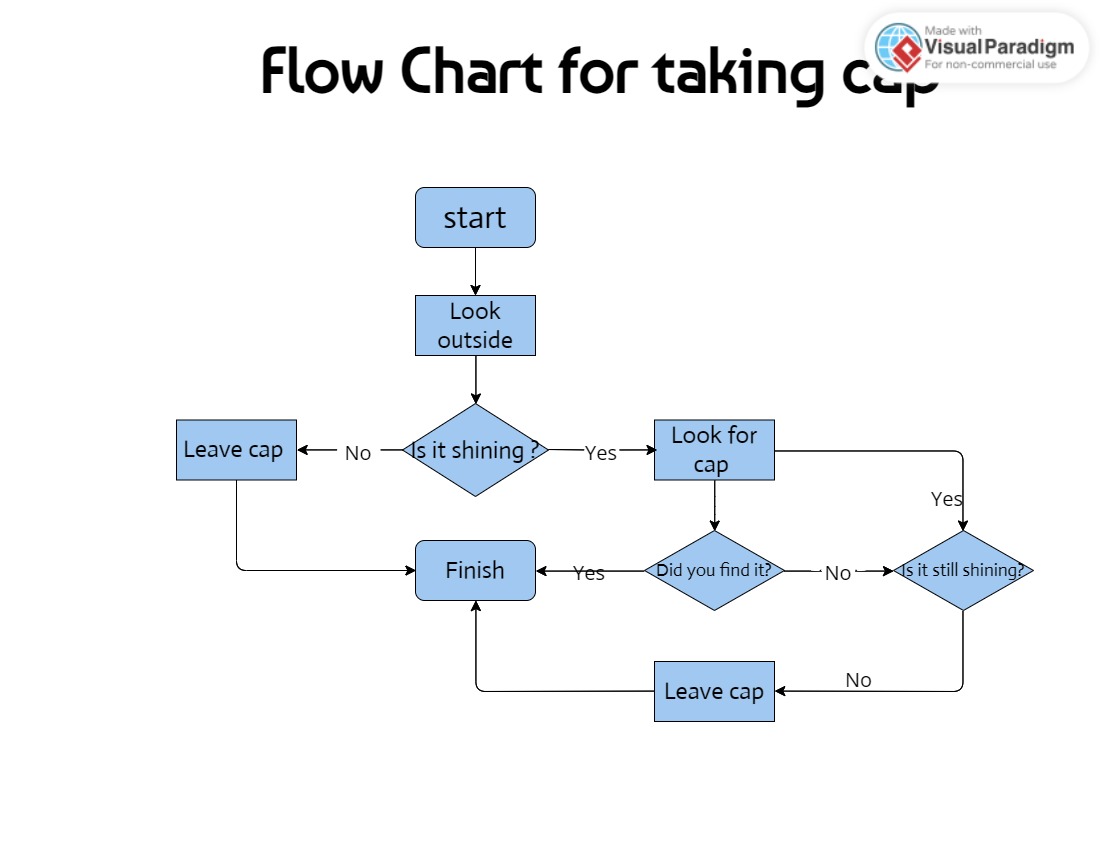 Made with
Visual Paradigm
For non-commercial use
Flow Chart for taking cap
start
Look
outside
Is it shining ?
No
Leave cap
Yes
Look for
cap
Yes
Finish
Yes
Did you find it?
No
Is it still shining?
No
Leave cap